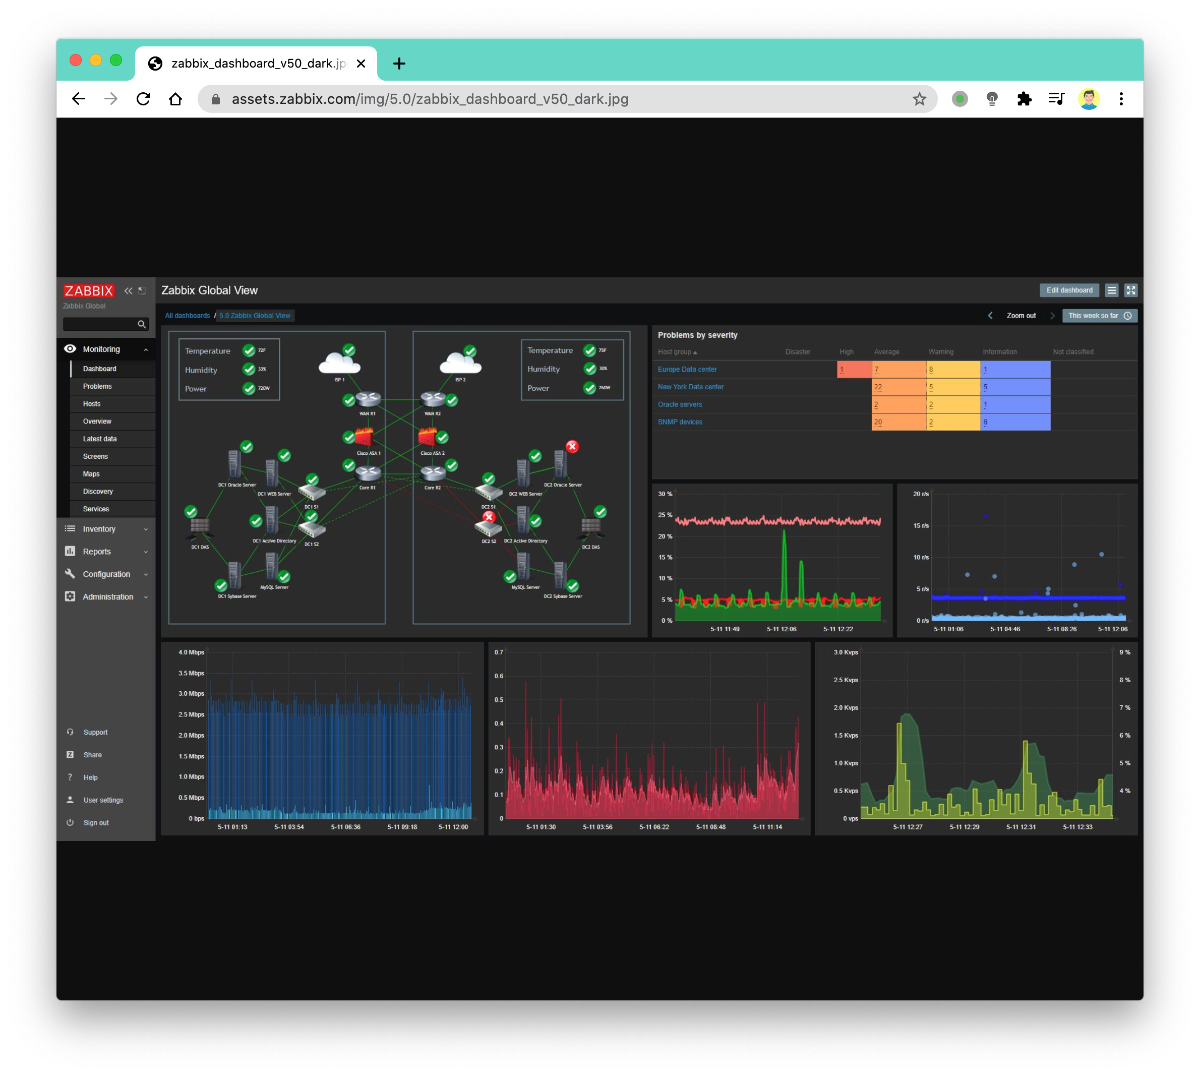 zabbix_dashboard_v50_dark.jp
assets.zabbix.com/img/5.0/zabbix_dashboard_v50_dark.jpg
ZABBIX
Zabbix Global
Monitoring
Dashboard
Problems
Hosts
Overview
Latest data
Screens
Maps
Discovery
Services
Inventory
Reports
Configuration
Administration
Support
Share
Help
User settings
Sign out
Zabbix Global View
Edit dashboard
All dashboards / 5.0 Zabbix Global View
Zoom out
This week so far
Temperature 72F
Humidity 33%
Power 720W
ISP 1
ISP 2
Temperature
Humidity
Power
WAN R1
WAN R2
Cisco ASA 1
Cisco ASA 2
Core R1
Core R2
DC1 Oracle Server
DC1 WEB Server
DC1 S1
DC1 Active Directory
DC1 S2
DC1 DAS
MySQL Server
DC1 Sybase Server
DC2 WEB Server
DC2 Oracle Server
DC2 S1
DC2 S2
DC2 Active Directory
DC2 DAS
MySQL Server
DC2 Sybase Server
Problems by severity
Host group Disaster High Average Warning Information Not classified
Europe Data center 1 7 8 1
New York Data center 22 5 5
Oracle servers 2 2 1
SNMP devices 20 2
30 %
25 %
20 %
15 %
10 %
5 %
0 %
5-11 11:49 5-11 12:06 5-11 12:22
20 r/s
15 r/s
10 r/s
5 r/s
0 r/s
5-11 01:06 5-11 04:46 5-11 08:26 5-11 12:06
4.0 Mbps
3.5 Mbps
3.0 Mbps
2.5 Mbps
2.0 Mbps
1.5 Mbps
1.0 Mbps
0.5 Mbps
0 bps
5-11 01:13 5-11 03:54 5-11 06:36 5-11 09:18 5-11 12:00
0.7
0.6
0.5
0.4
0.3
0.2
0.1
0
5-11 01:30 5-11 03:56 5-11 06:22 5-11 08:48 5-11 11:14
3.0 Kvps
2.5 Kvps
2.0 Kvps
1.5 Kvps
1.0 Kvps
0.5 Kvps
0 vps
9 %
8 %
7 %
6 %
5 %
4 %
5-11 12:27 5-11 12:29 5-11 12:31 5-11 12:33